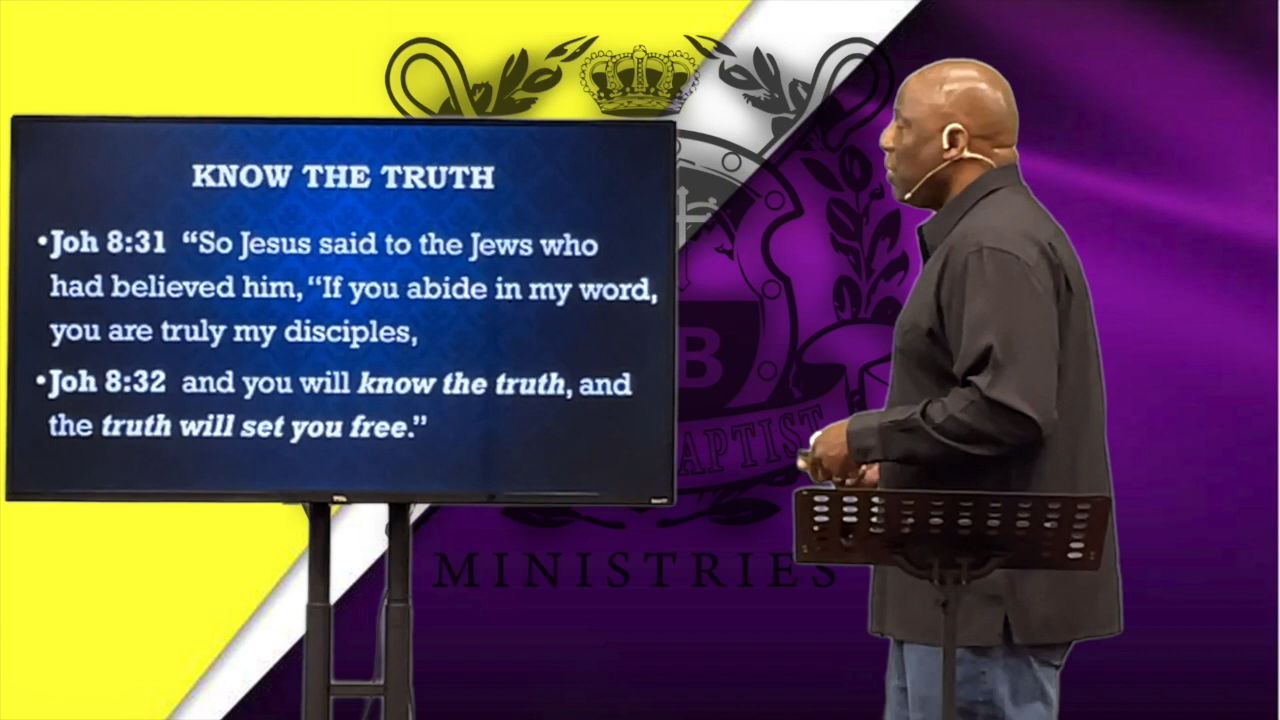 KNOW THE TRUTH
•Joh 8:31 “So Jesus said to the Jews who
had believed him, “If you abide in my word,
you are truly my disciples,
•Joh 8:32 and you will know the truth, and
the truth will set you free.”
TCL
B
APTIST
MINISTRIES